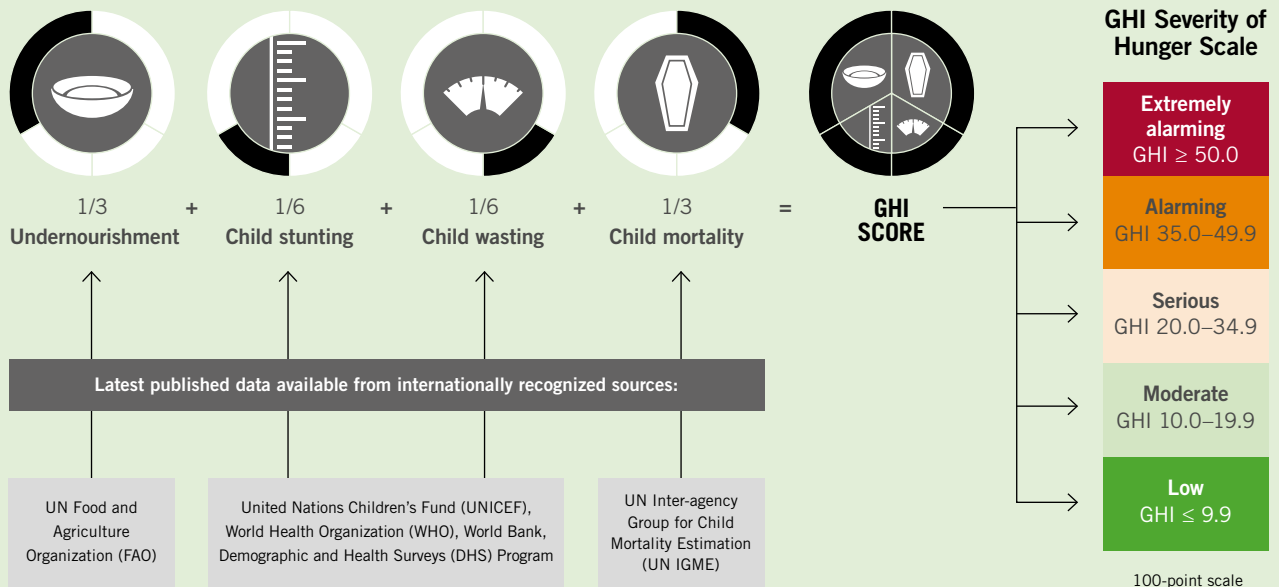 GHI Severity of
Hunger Scale
1/3
Undernourishment
+
1/6
Child stunting
+
1/6
Child wasting
+
1/3
Child mortality
=
GHI
SCORE
Extremely
alarming
GHI ≥ 50.0
Alarming
GHI 35.0–49.9
Serious
GHI 20.0–34.9
Moderate
GHI 10.0–19.9
Low
GHI ≤ 9.9
100-point scale
Latest published data available from internationally recognized sources:
UN Food and
Agriculture
Organization (FAO)
United Nations Children’s Fund (UNICEF),
World Health Organization (WHO), World Bank,
Demographic and Health Surveys (DHS) Program
UN Inter-agency
Group for Child
Mortality Estimation
(UN IGME)